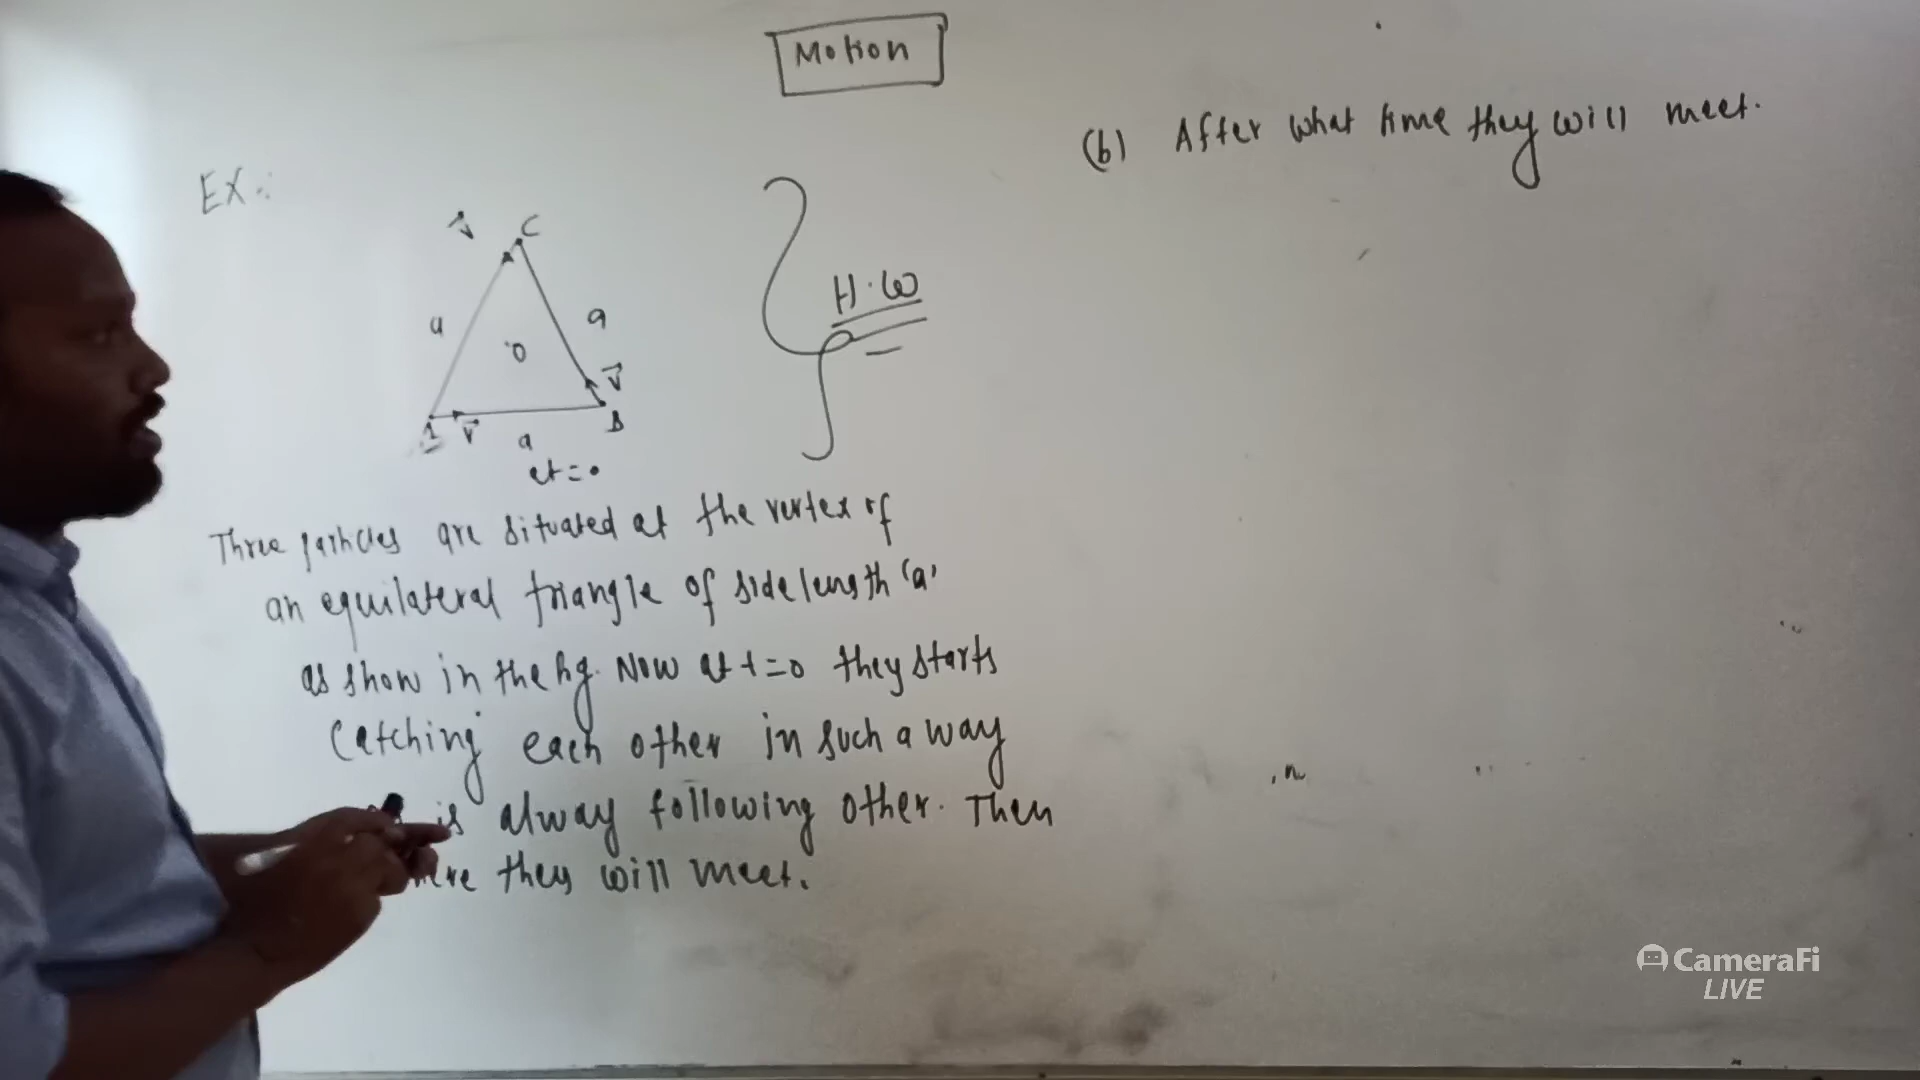 Motion
(b) After what time they will meet.
EX:
C
a
a
O
H.W
V
A
V
a
B
at = 0
Three particles are situated at the vertex of
an equilateral triangle of side length 'a'
as show in the fig. Now at t=0 they starts
Catching each other in such a way
is alway following other. Then
they will meet.
CameraFi
LIVE